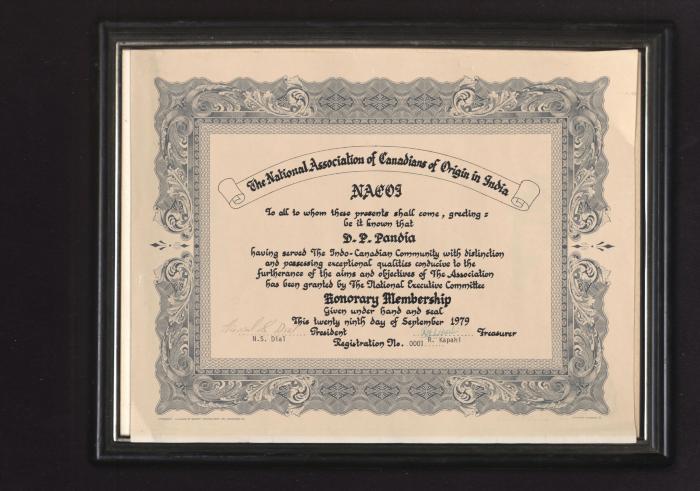 The National Association of Canadians of Origin in India
NACOI
To all to whom these presents shall come, greeting:
be it known that
D. P. Pandia
having served The Indo-Canadian Community with distinction
and possessing exceptional qualities conducive to the
furtherance of the aims and objectives of The Association
has been granted by The National Executive Committee
Honorary Membership
Given under hand and seal
This twenty ninth day of September 1979
President Treasurer
N.S. Dial R. Kapahi
Registration No. 0001